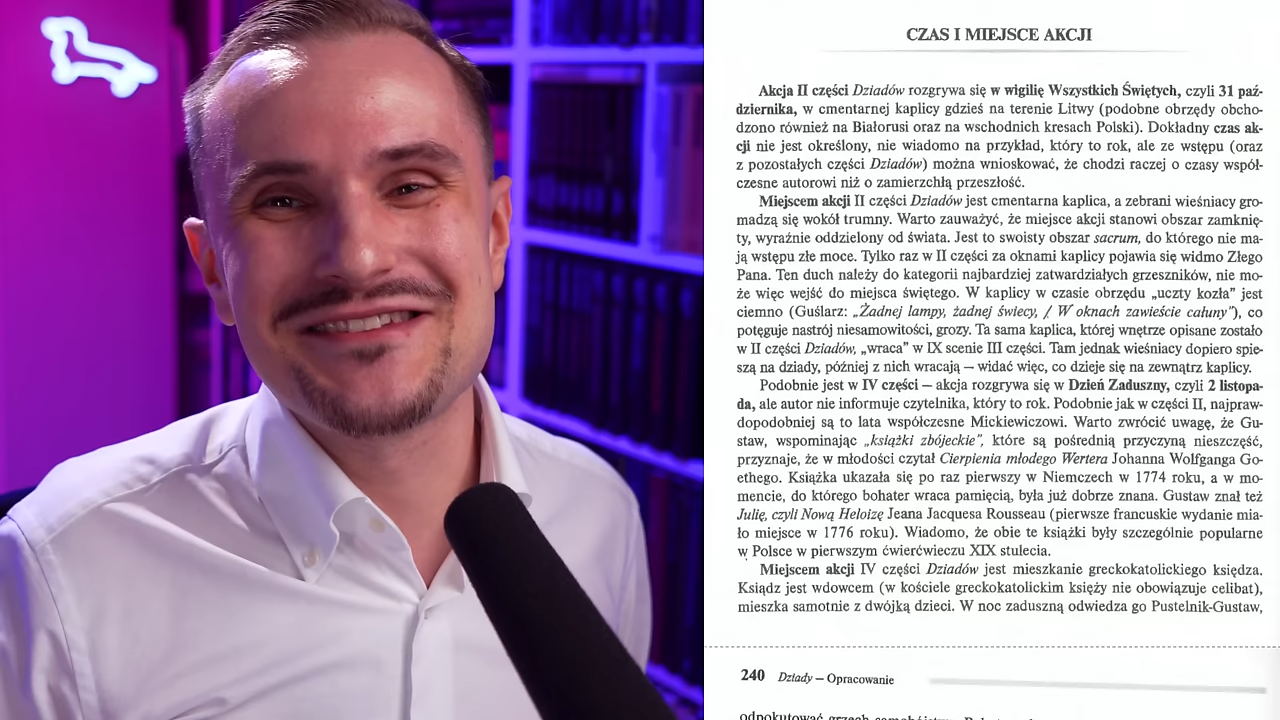 CZAS I MIEJSCE AKCJI
Akcja II części Dziadów rozgrywa się w wigilię Wszystkich Świętych, czyli 31 paź-
dziernika, w cmentarnej kaplicy gdzieś na terenie Litwy (podobne obrzędy obcho-
dzono również na Białorusi oraz na wschodnich kresach Polski). Dokładny czas ak-
cji nie jest określony, nie wiadomo na przykład, który to rok, ale ze wstępu (oraz
z pozostałych części Dziadów) można wnioskować, że chodzi raczej o czasy współ-
czesne autorowi niż o zamierzchłą przeszłość.
Miejscem akcji II części Dziadów jest cmentarna kaplica, a zebrani wieśniacy gro-
madzą się wokół trumny. Warto zauważyć, że miejsce akcji stanowi obszar zamknię-
ty, wyraźnie oddzielony od świata. Jest to swoisty obszar sacrum, do którego nie ma-
ją wstępu złe moce. Tylko raz w II części za oknami kaplicy pojawia się widmo Złego
Pana. Ten duch należy do kategorii najbardziej zatwardziałych grzeszników, nie mo-
że więc wejść do miejsca świętego. W kaplicy w czasie obrzędu „uczty kozła” jest
ciemno (Guślarz: „Żadnej lampy, żadnej świecy, / W oknach zawieście całuny”), co
potęguje nastrój niesamowitości, grozy. Ta sama kaplica, której wnętrze opisane zostało
w II części Dziadów, „wraca” w IX scenie III części. Tam jednak wieśniacy dopiero spie-
szą na dziady, później z nich wracają – widać więc, co dzieje się na zewnątrz kaplicy.
Podobnie jest w IV części – akcja rozgrywa się w Dzień Zaduszny, czyli 2 listopa-
da, ale autor nie informuje czytelnika, który to rok. Podobnie jak w części II, najpraw-
dopodobniej są to lata współczesne Mickiewiczowi. Warto zwrócić uwagę, że Gu-
staw, wspominając „książki zbójeckie”, które są pośrednią przyczyną nieszczęść,
przyznaje, że w młodości czytał Cierpienia młodego Wertera Johanna Wolfganga Go-
ethego. Książka ukazała się po raz pierwszy w Niemczech w 1774 roku, a w mo-
mencie, do którego bohater wraca pamięcią, była już dobrze znana. Gustaw znał też
Julię, czyli Nową Heloizę Jeana Jacquesa Rousseau (pierwsze francuskie wydanie mia-
ło miejsce w 1776 roku). Wiadomo, że obie te książki były szczególnie popularne
w Polsce w pierwszym ćwierćwieczu XIX stulecia.
Miejscem akcji IV części Dziadów jest mieszkanie greckokatolickiego księdza.
Ksiądz jest wdowcem (w kościele greckokatolickim księży nie obowiązuje celibat),
mieszka samotnie z dwójką dzieci. W noc zaduszną odwiedza go Pustelnik-Gustaw,
240 Dziady – Opracowanie